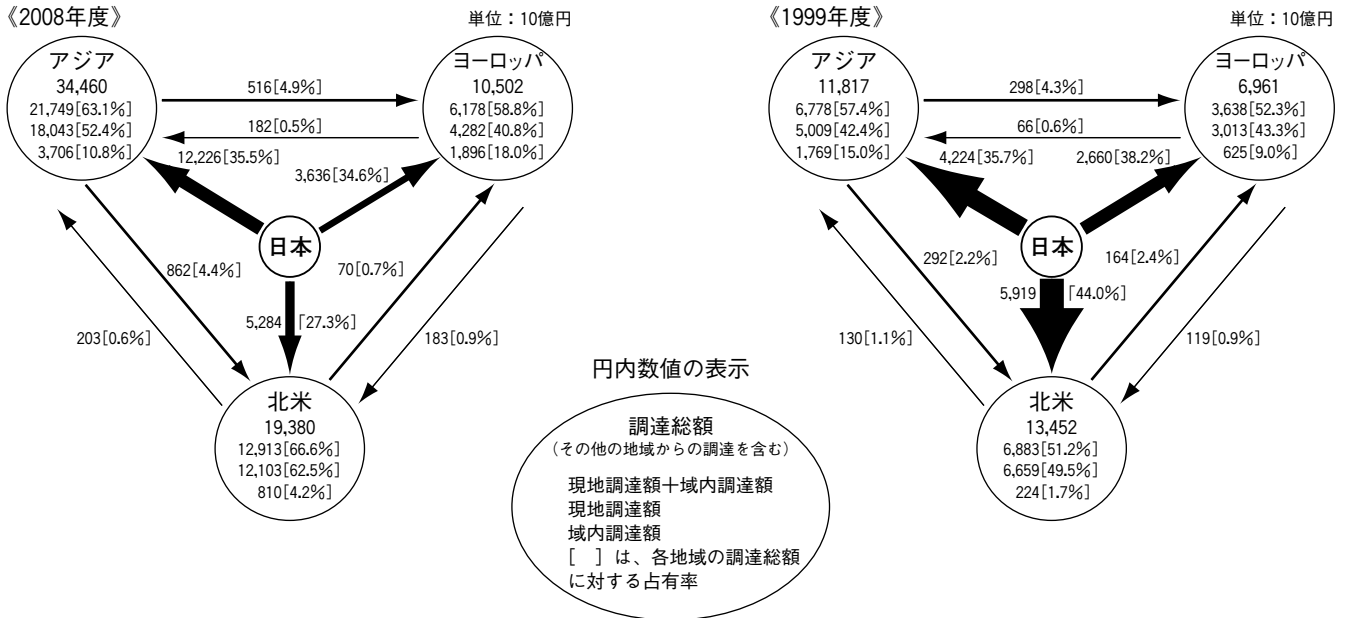 《2008年度》
単位：10億円
アジア
34,460
21,749[63.1%]
18,043[52.4%]
3,706[10.8%]
ヨーロッパ
10,502
6,178[58.8%]
4,282[40.8%]
1,896[18.0%]
516[4.9%]
182[0.5%]
12,226[35.5%]
3,636[34.6%]
日本
862[4.4%]
70[0.7%]
5,284 [27.3%]
203[0.6%]
183[0.9%]
北米
19,380
12,913[66.6%]
12,103[62.5%]
810[4.2%]
《1999年度》
単位：10億円
アジア
11,817
6,778[57.4%]
5,009[42.4%]
1,769[15.0%]
ヨーロッパ
6,961
3,638[52.3%]
3,013[43.3%]
625[9.0%]
298[4.3%]
66[0.6%]
4,224[35.7%]
2,660[38.2%]
日本
292[2.2%]
164[2.4%]
5,919 [44.0%]
130[1.1%]
119[0.9%]
北米
13,452
6,883[51.2%]
6,659[49.5%]
224[1.7%]
円内数値の表示
調達総額
（その他の地域からの調達を含む）
現地調達額＋域内調達額
現地調達額
域内調達額
[　]は、各地域の調達総額
に対する占有率